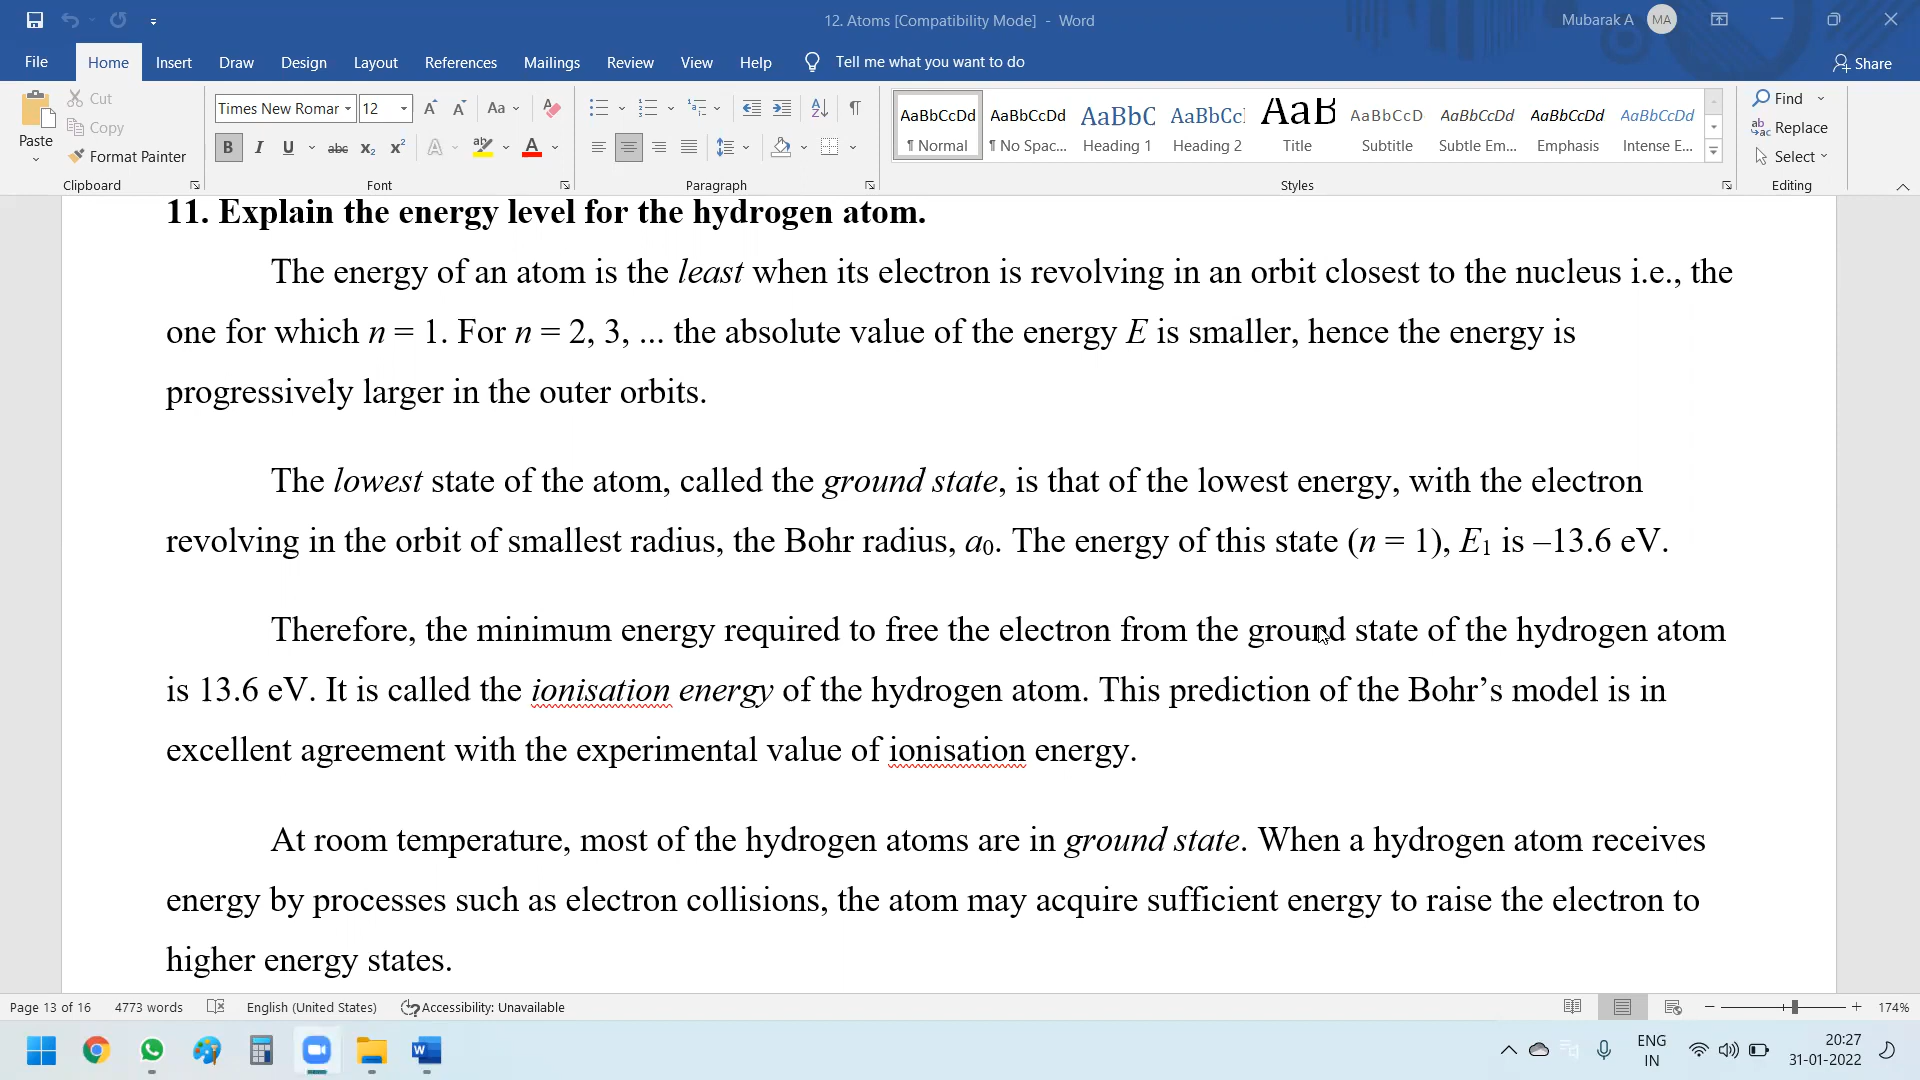 12. Atoms [Compatibility Mode] - Word
Mubarak A MA
File Home Insert Draw Design Layout References Mailings Review View Help Tell me what you want to do Share
Paste
Cut
Copy
Format Painter
Clipboard
Times New Romar 12 Aa
B I U abc x₂ x² A ab A
Font
Paragraph
AaBbCcDd AaBbCcDd AaBbC AaBbCc AaB AaBbCcD AaBbCcDd AaBbCcDd AaBbCcDd
¶ Normal ¶ No Spac... Heading 1 Heading 2 Title Subtitle Subtle Em... Emphasis Intense E...
Styles
Find
Replace
Select
Editing
11. Explain the energy level for the hydrogen atom.
The energy of an atom is the least when its electron is revolving in an orbit closest to the nucleus i.e., the
one for which n = 1. For n = 2, 3, ... the absolute value of the energy E is smaller, hence the energy is
progressively larger in the outer orbits.
The lowest state of the atom, called the ground state, is that of the lowest energy, with the electron
revolving in the orbit of smallest radius, the Bohr radius, a₀. The energy of this state (n = 1), E₁ is –13.6 eV.
Therefore, the minimum energy required to free the electron from the ground state of the hydrogen atom
is 13.6 eV. It is called the ionisation energy of the hydrogen atom. This prediction of the Bohr’s model is in
excellent agreement with the experimental value of ionisation energy.
At room temperature, most of the hydrogen atoms are in ground state. When a hydrogen atom receives
energy by processes such as electron collisions, the atom may acquire sufficient energy to raise the electron to
higher energy states.
Page 13 of 16 4773 words English (United States) Accessibility: Unavailable 174%
ENG
IN
20:27
31-01-2022